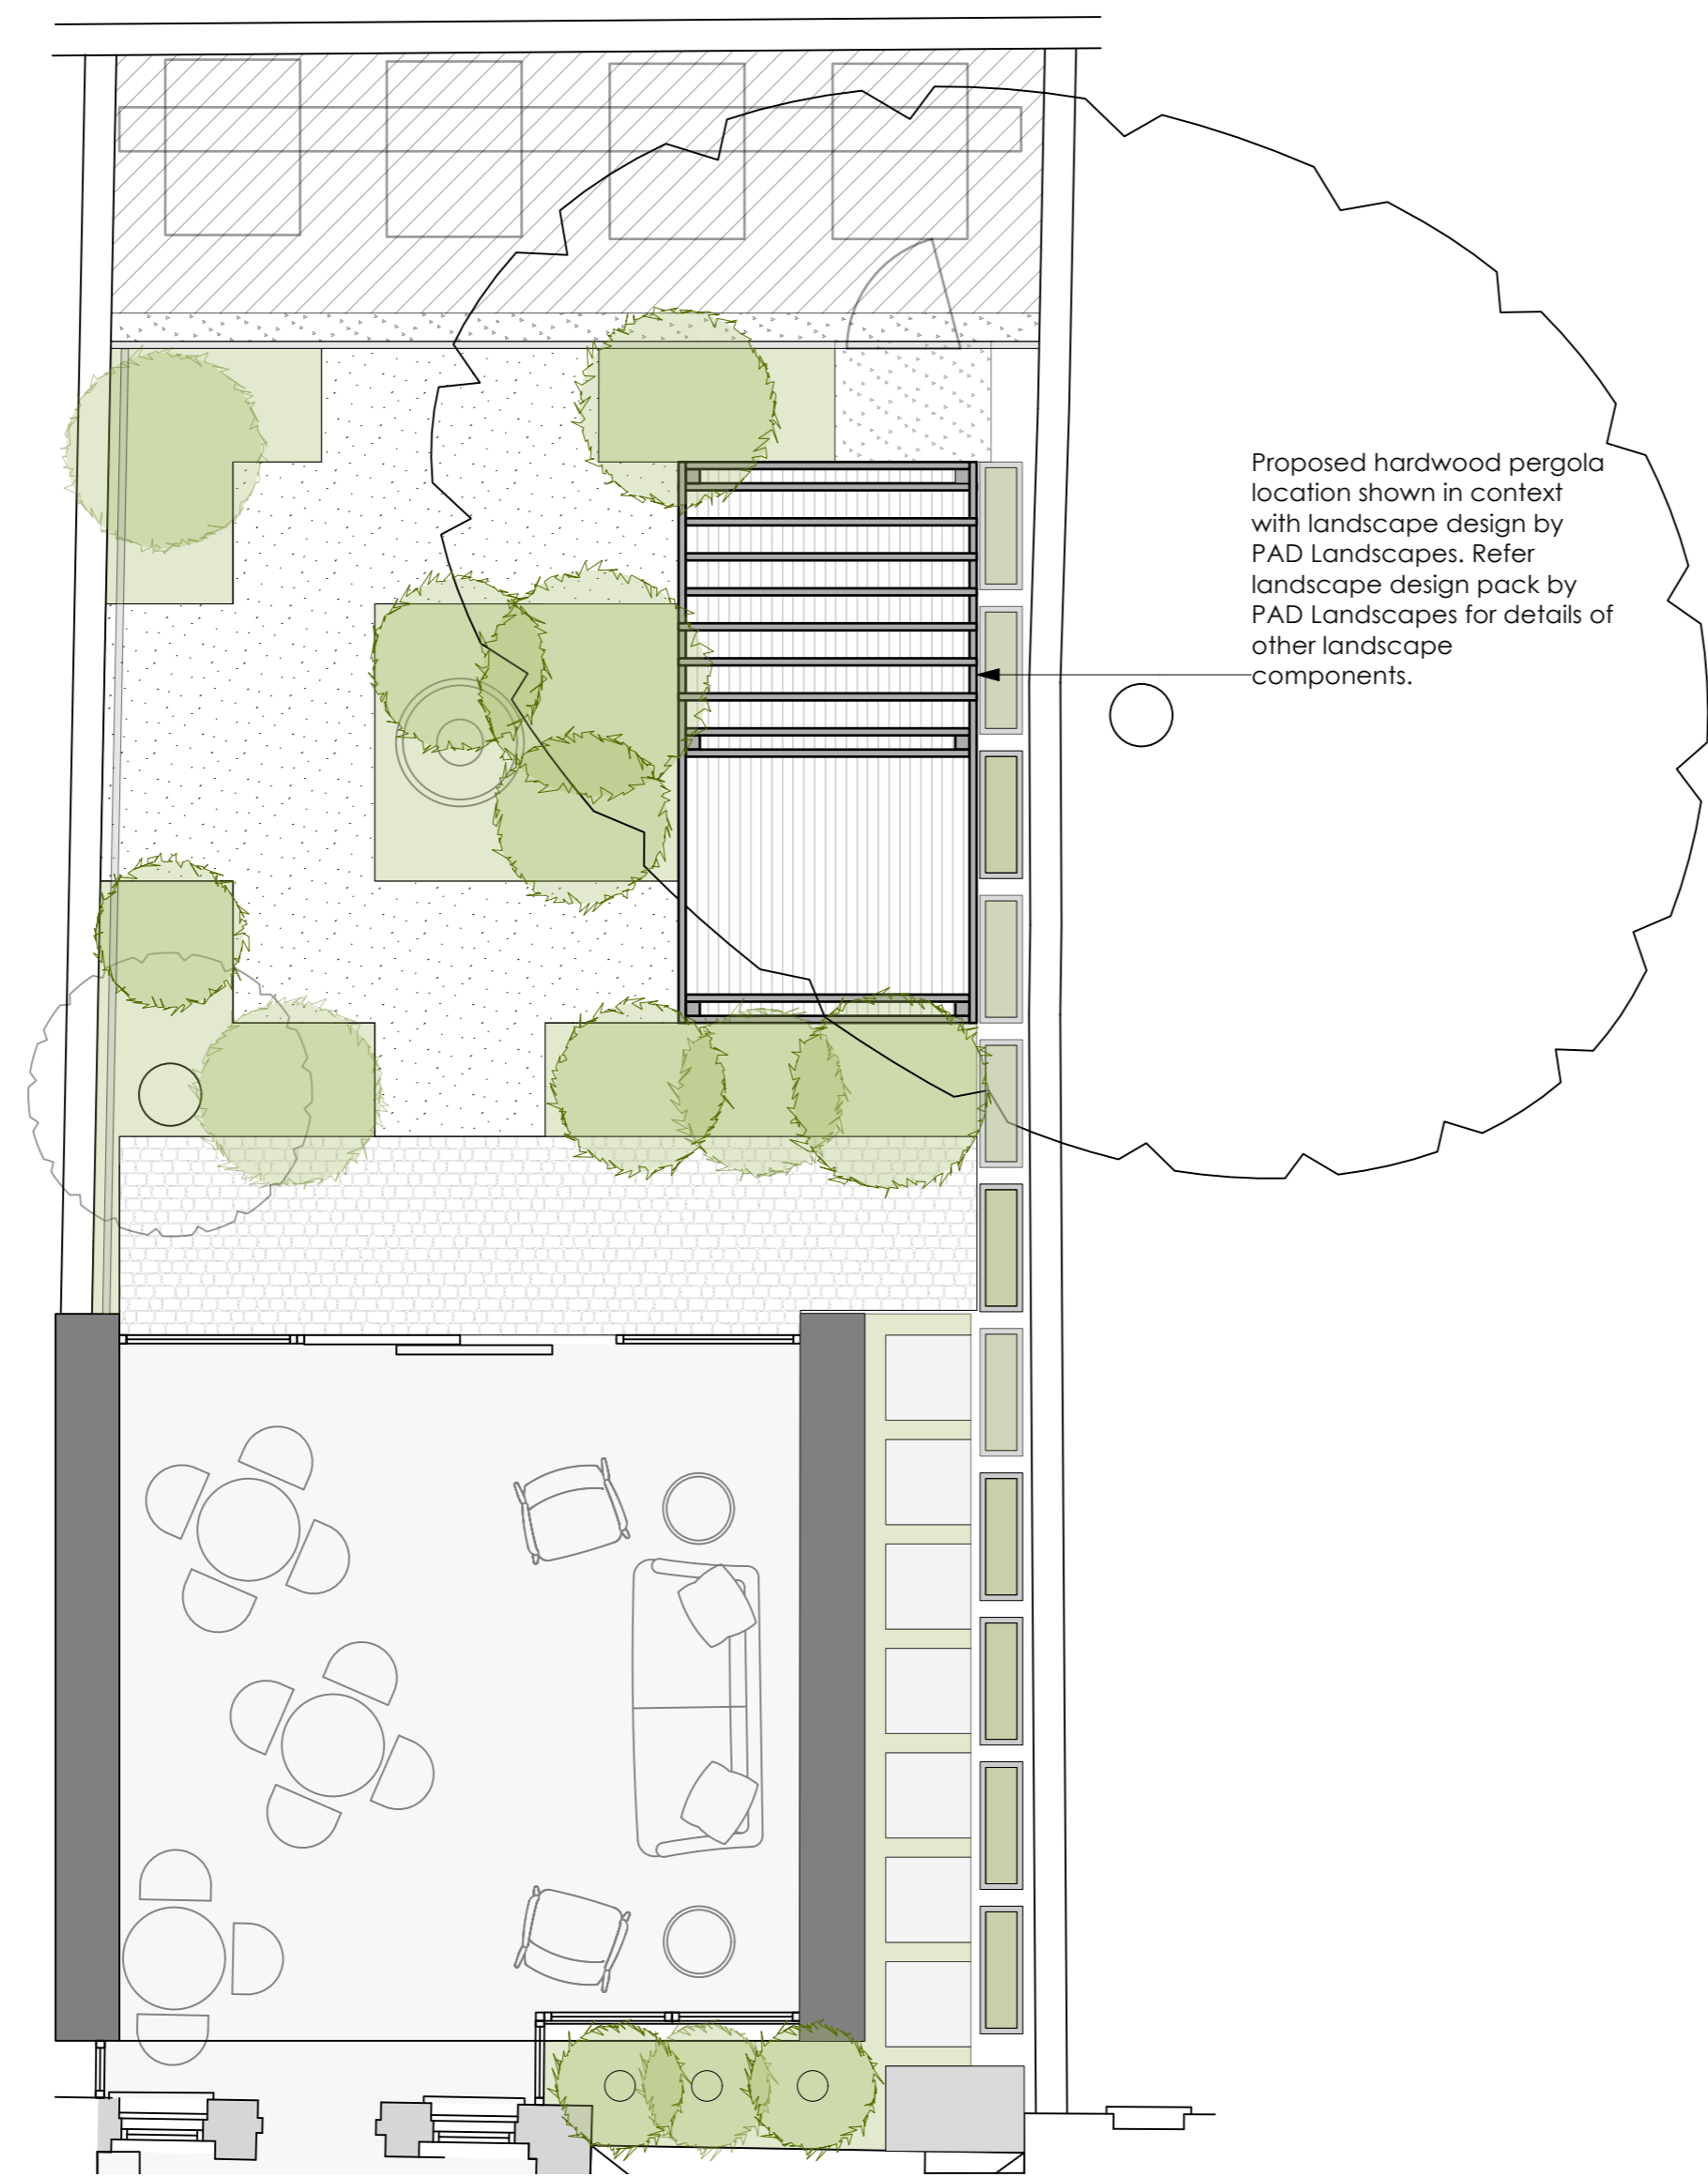 Proposed hardwood pergola
location shown in context
with landscape design by
PAD Landscapes. Refer
landscape design pack by
PAD Landscapes for details of
other landscape
components.